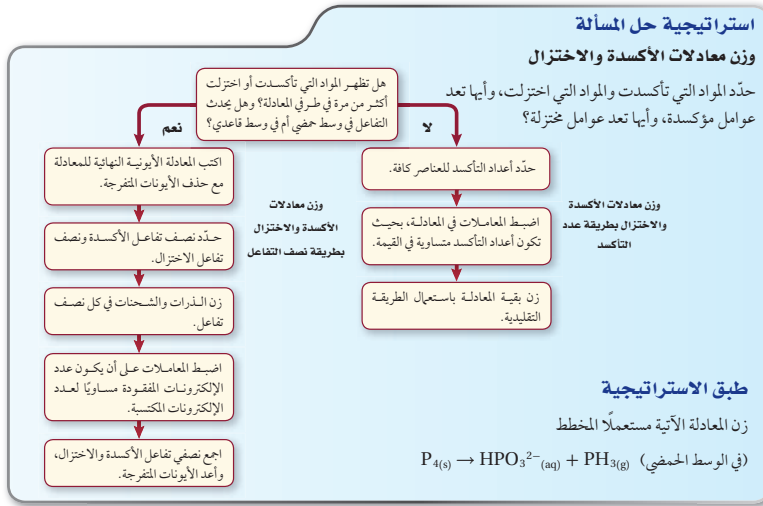 استراتيجية حل المسألة
وزن معادلات الأكسدة والاختزال
حدّد المواد التي تأكسدت والمواد التي اختزلت، وأيها تعد
عوامل مؤكسدة، وأيها تعد عوامل مختزلة؟
هل تظهر المواد التي تأكسدت أو اختزلت
أكثر من مرة في طرفي المعادلة؟ وهل يحدث
التفاعل في وسط حمضي أم في وسط قاعدي؟
لا
نعم
حدّد أعداد التأكسد للعناصر كافة.
اضبط المعاملات في المعادلة، بحيث
تكون أعداد التأكسد متساوية في القيمة.
زن بقية المعادلة باستعمال الطريقة
التقليدية.
وزن معادلات الأكسدة
والاختزال بطريقة عدد
التأكسد
اكتب المعادلة الأيونية النهائية للمعادلة
مع حذف الأيونات المتفرجة.
حدّد نصف تفاعل الأكسدة ونصف
تفاعل الاختزال.
زن الذرات والشحنات في كل نصف
تفاعل.
اضبط المعاملات على أن يكون عدد
الإلكترونات المفقودة مساويًا لعدد
الإلكترونات المكتسبة.
اجمع نصفي تفاعل الأكسدة والاختزال،
وأعد الأيونات المتفرجة.
وزن معادلات
الأكسدة والاختزال
بطريقة نصف التفاعل
طبق الاستراتيجية
زن المعادلة الآتية مستعملًا المخطط
(في الوسط الحمضي) P₄₍ₛ₎ → HPO₃²⁻₍ₐq₎ + PH₃₍g₎